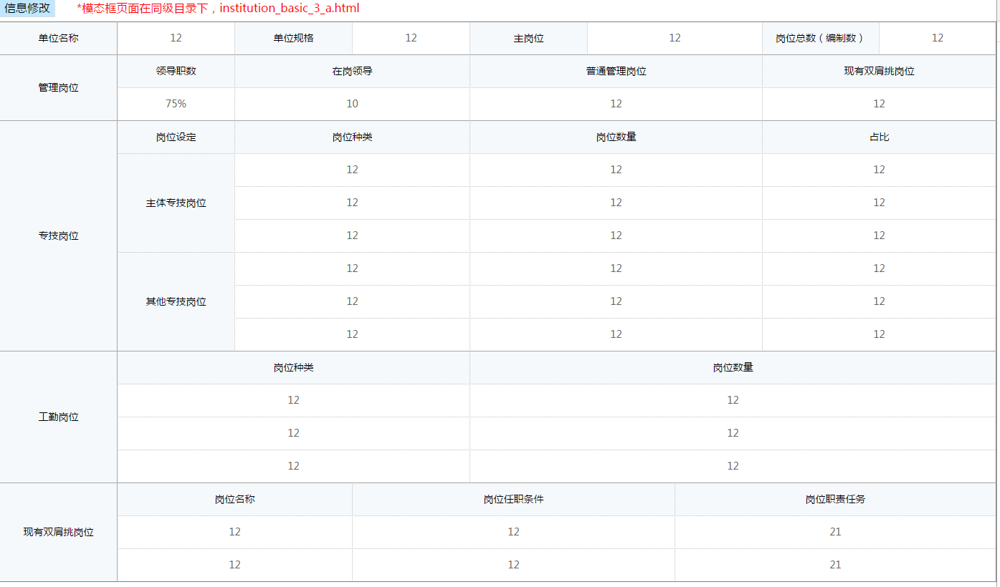 信息修改 *模态框页面在同级目录下，institution_basic_3_a.html
单位名称 12 单位规格 12 主岗位 12 岗位总数（编制数） 12
管理岗位 领导职数 在岗领导 普通管理岗位 现有双肩挑岗位
75% 10 12 12
专技岗位 岗位设定 岗位种类 岗位数量 占比
主体专技岗位 12 12 12
12 12 12
12 12 12
其他专技岗位 12 12 12
12 12 12
12 12 12
工勤岗位 岗位种类 岗位数量
12 12
12 12
12 12
现有双肩挑岗位 岗位名称 岗位任职条件 岗位职责任务
12 12 21
12 12 21